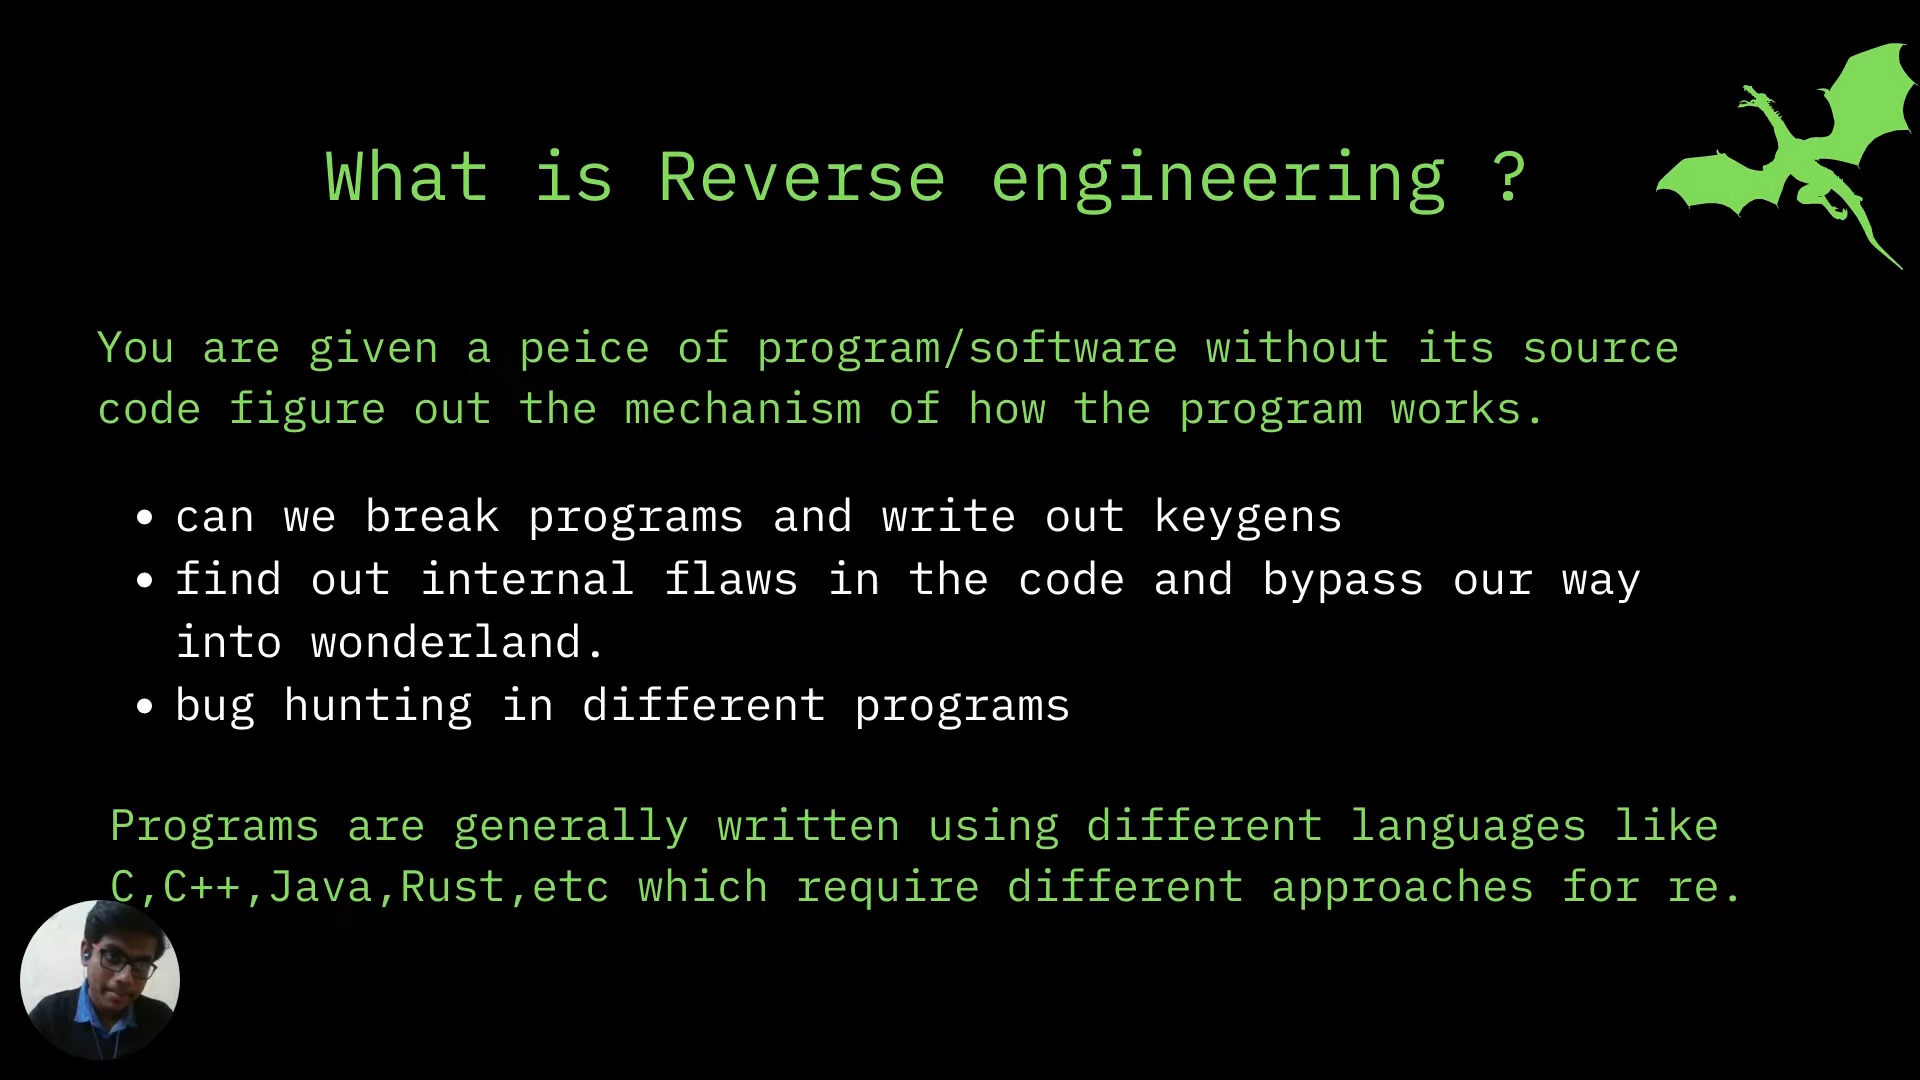 What is Reverse engineering ?
You are given a peice of program/software without its source
code figure out the mechanism of how the program works.
• can we break programs and write out keygens
• find out internal flaws in the code and bypass our way
into wonderland.
• bug hunting in different programs
Programs are generally written using different languages like
C,C++,Java,Rust,etc which require different approaches for re.